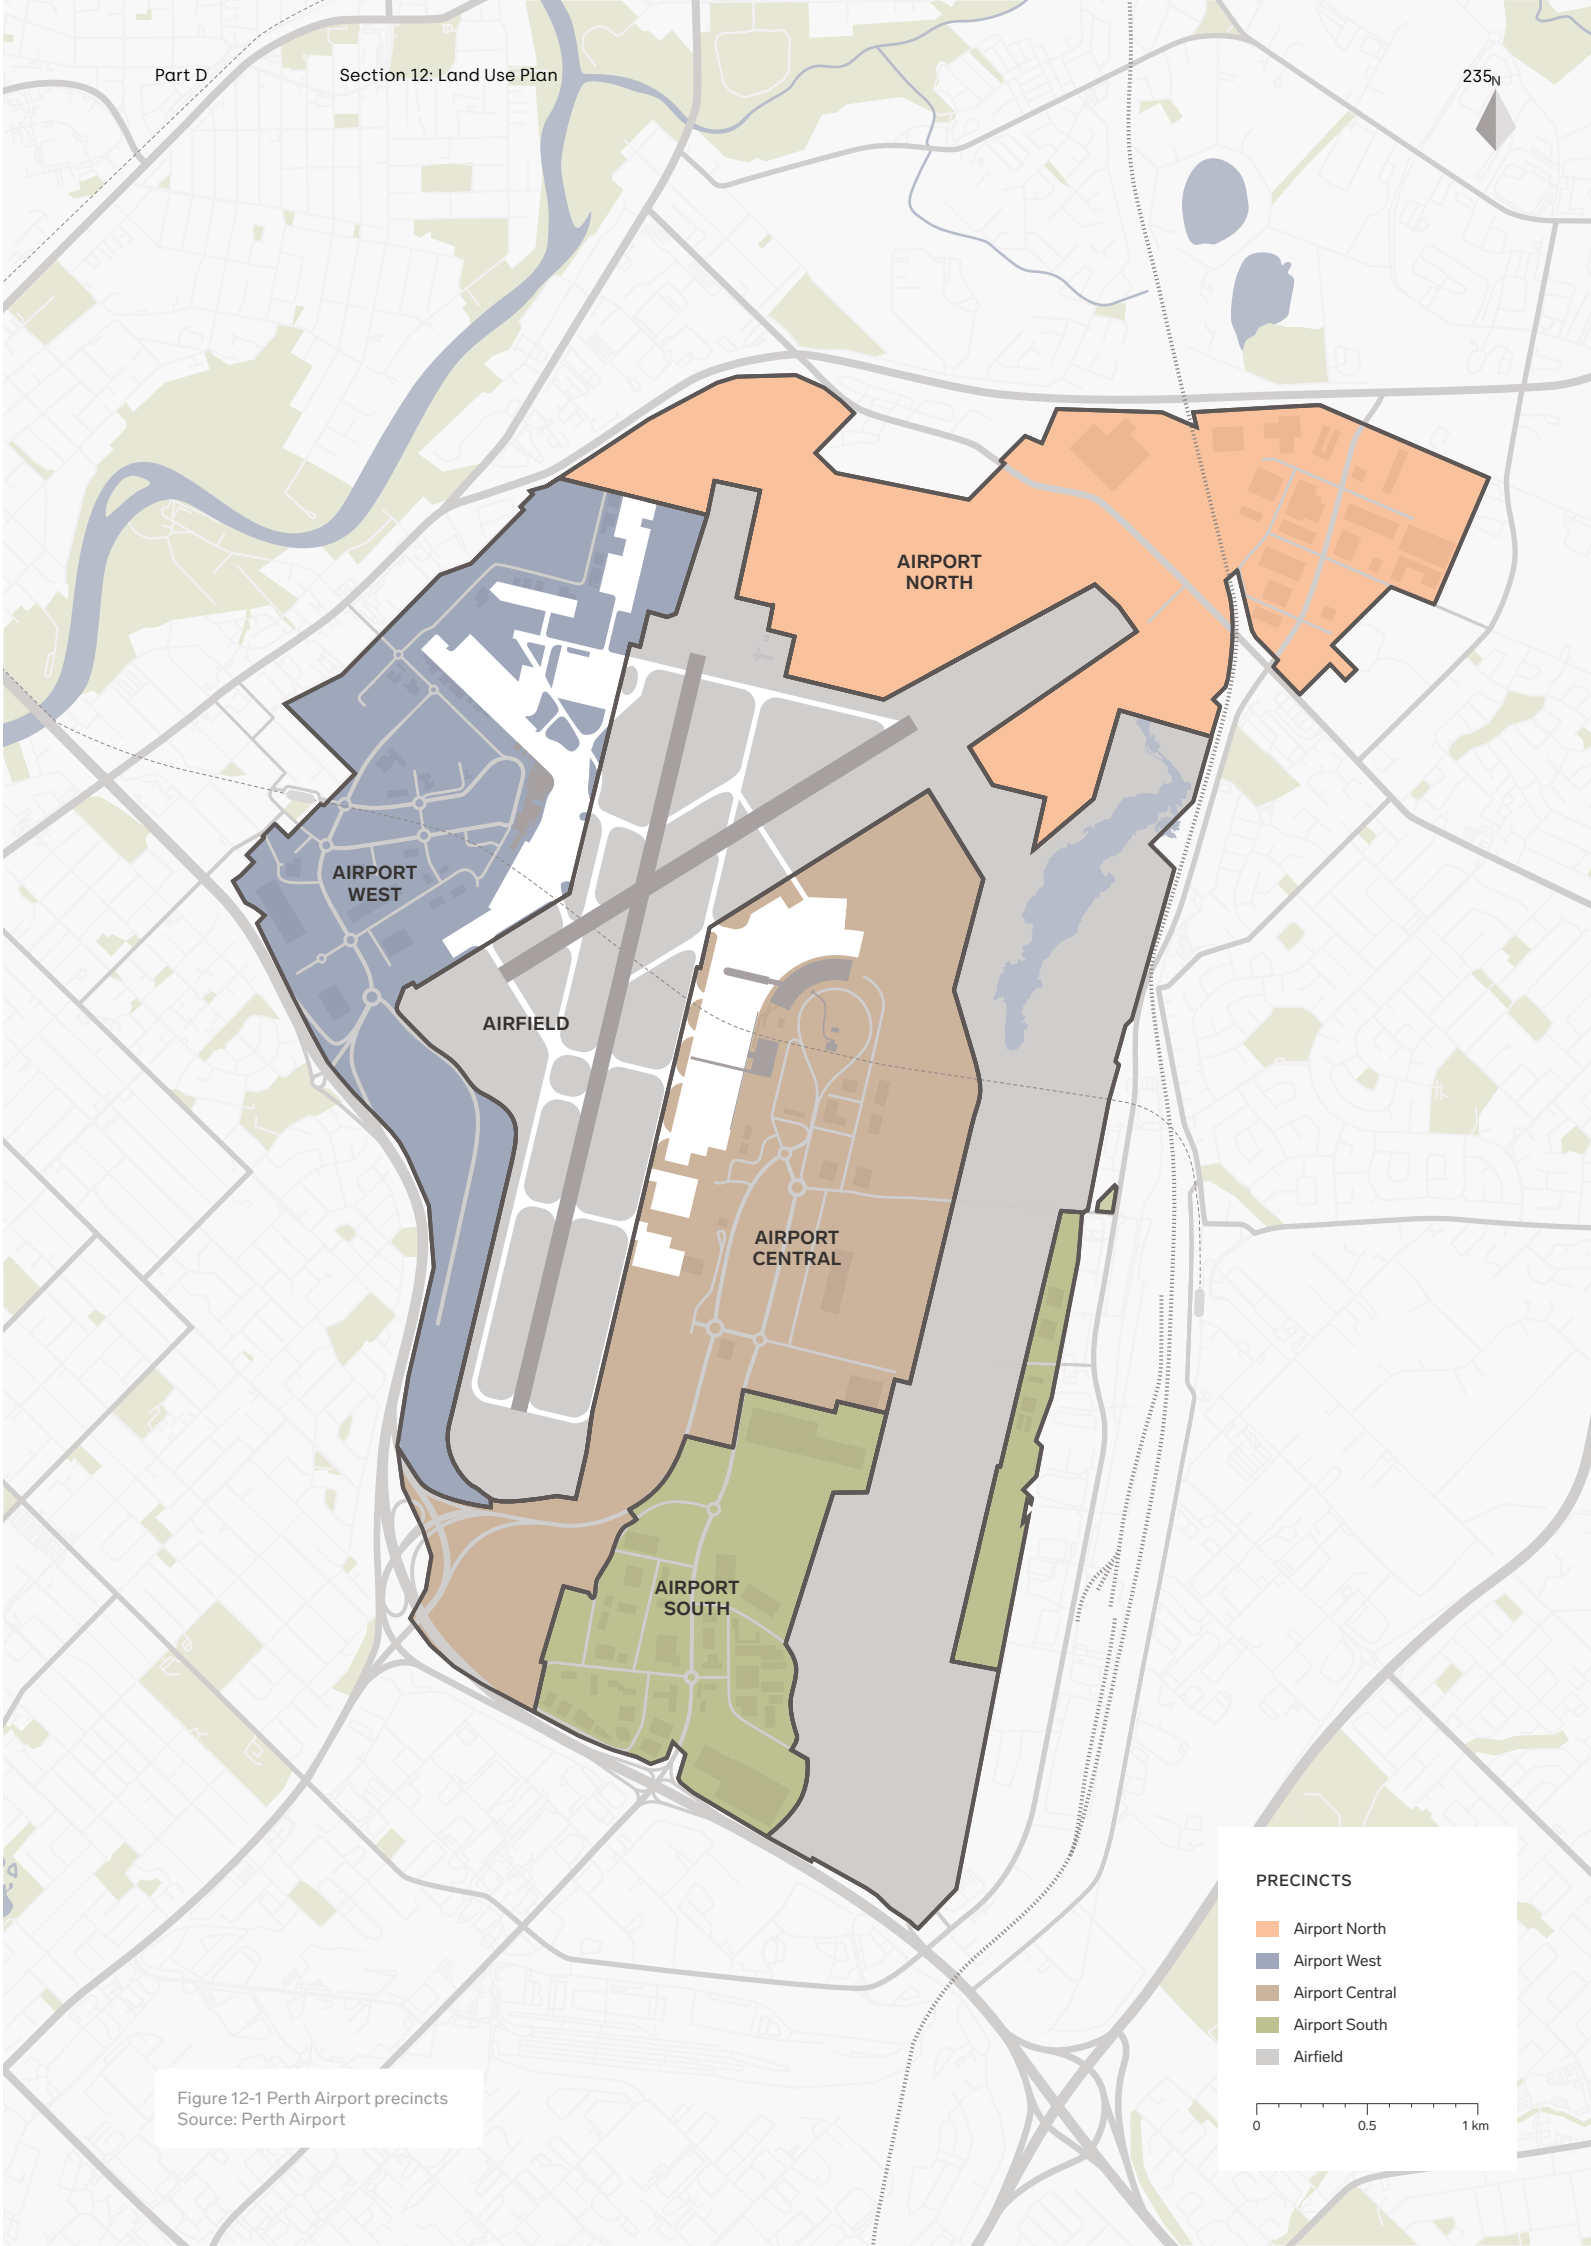 Part D
Section 12: Land Use Plan
235
N
AIRPORT
NORTH
AIRPORT
WEST
AIRFIELD
AIRPORT
CENTRAL
AIRPORT
SOUTH
PRECINCTS
Airport North
Airport West
Airport Central
Airport South
Airfield
0 0.5 1 km
Figure 12-1 Perth Airport precincts
Source: Perth Airport